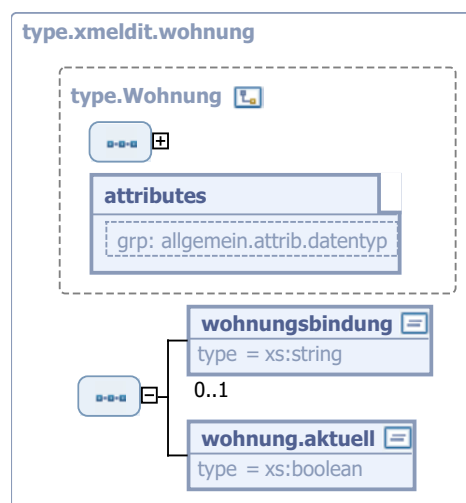 type.xmeldit.wohnung
type.Wohnung
attributes
grp: allgemein.attrib.datentyp
wohnungsbindung
type = xs:string
0..1
wohnung.aktuell
type = xs:boolean